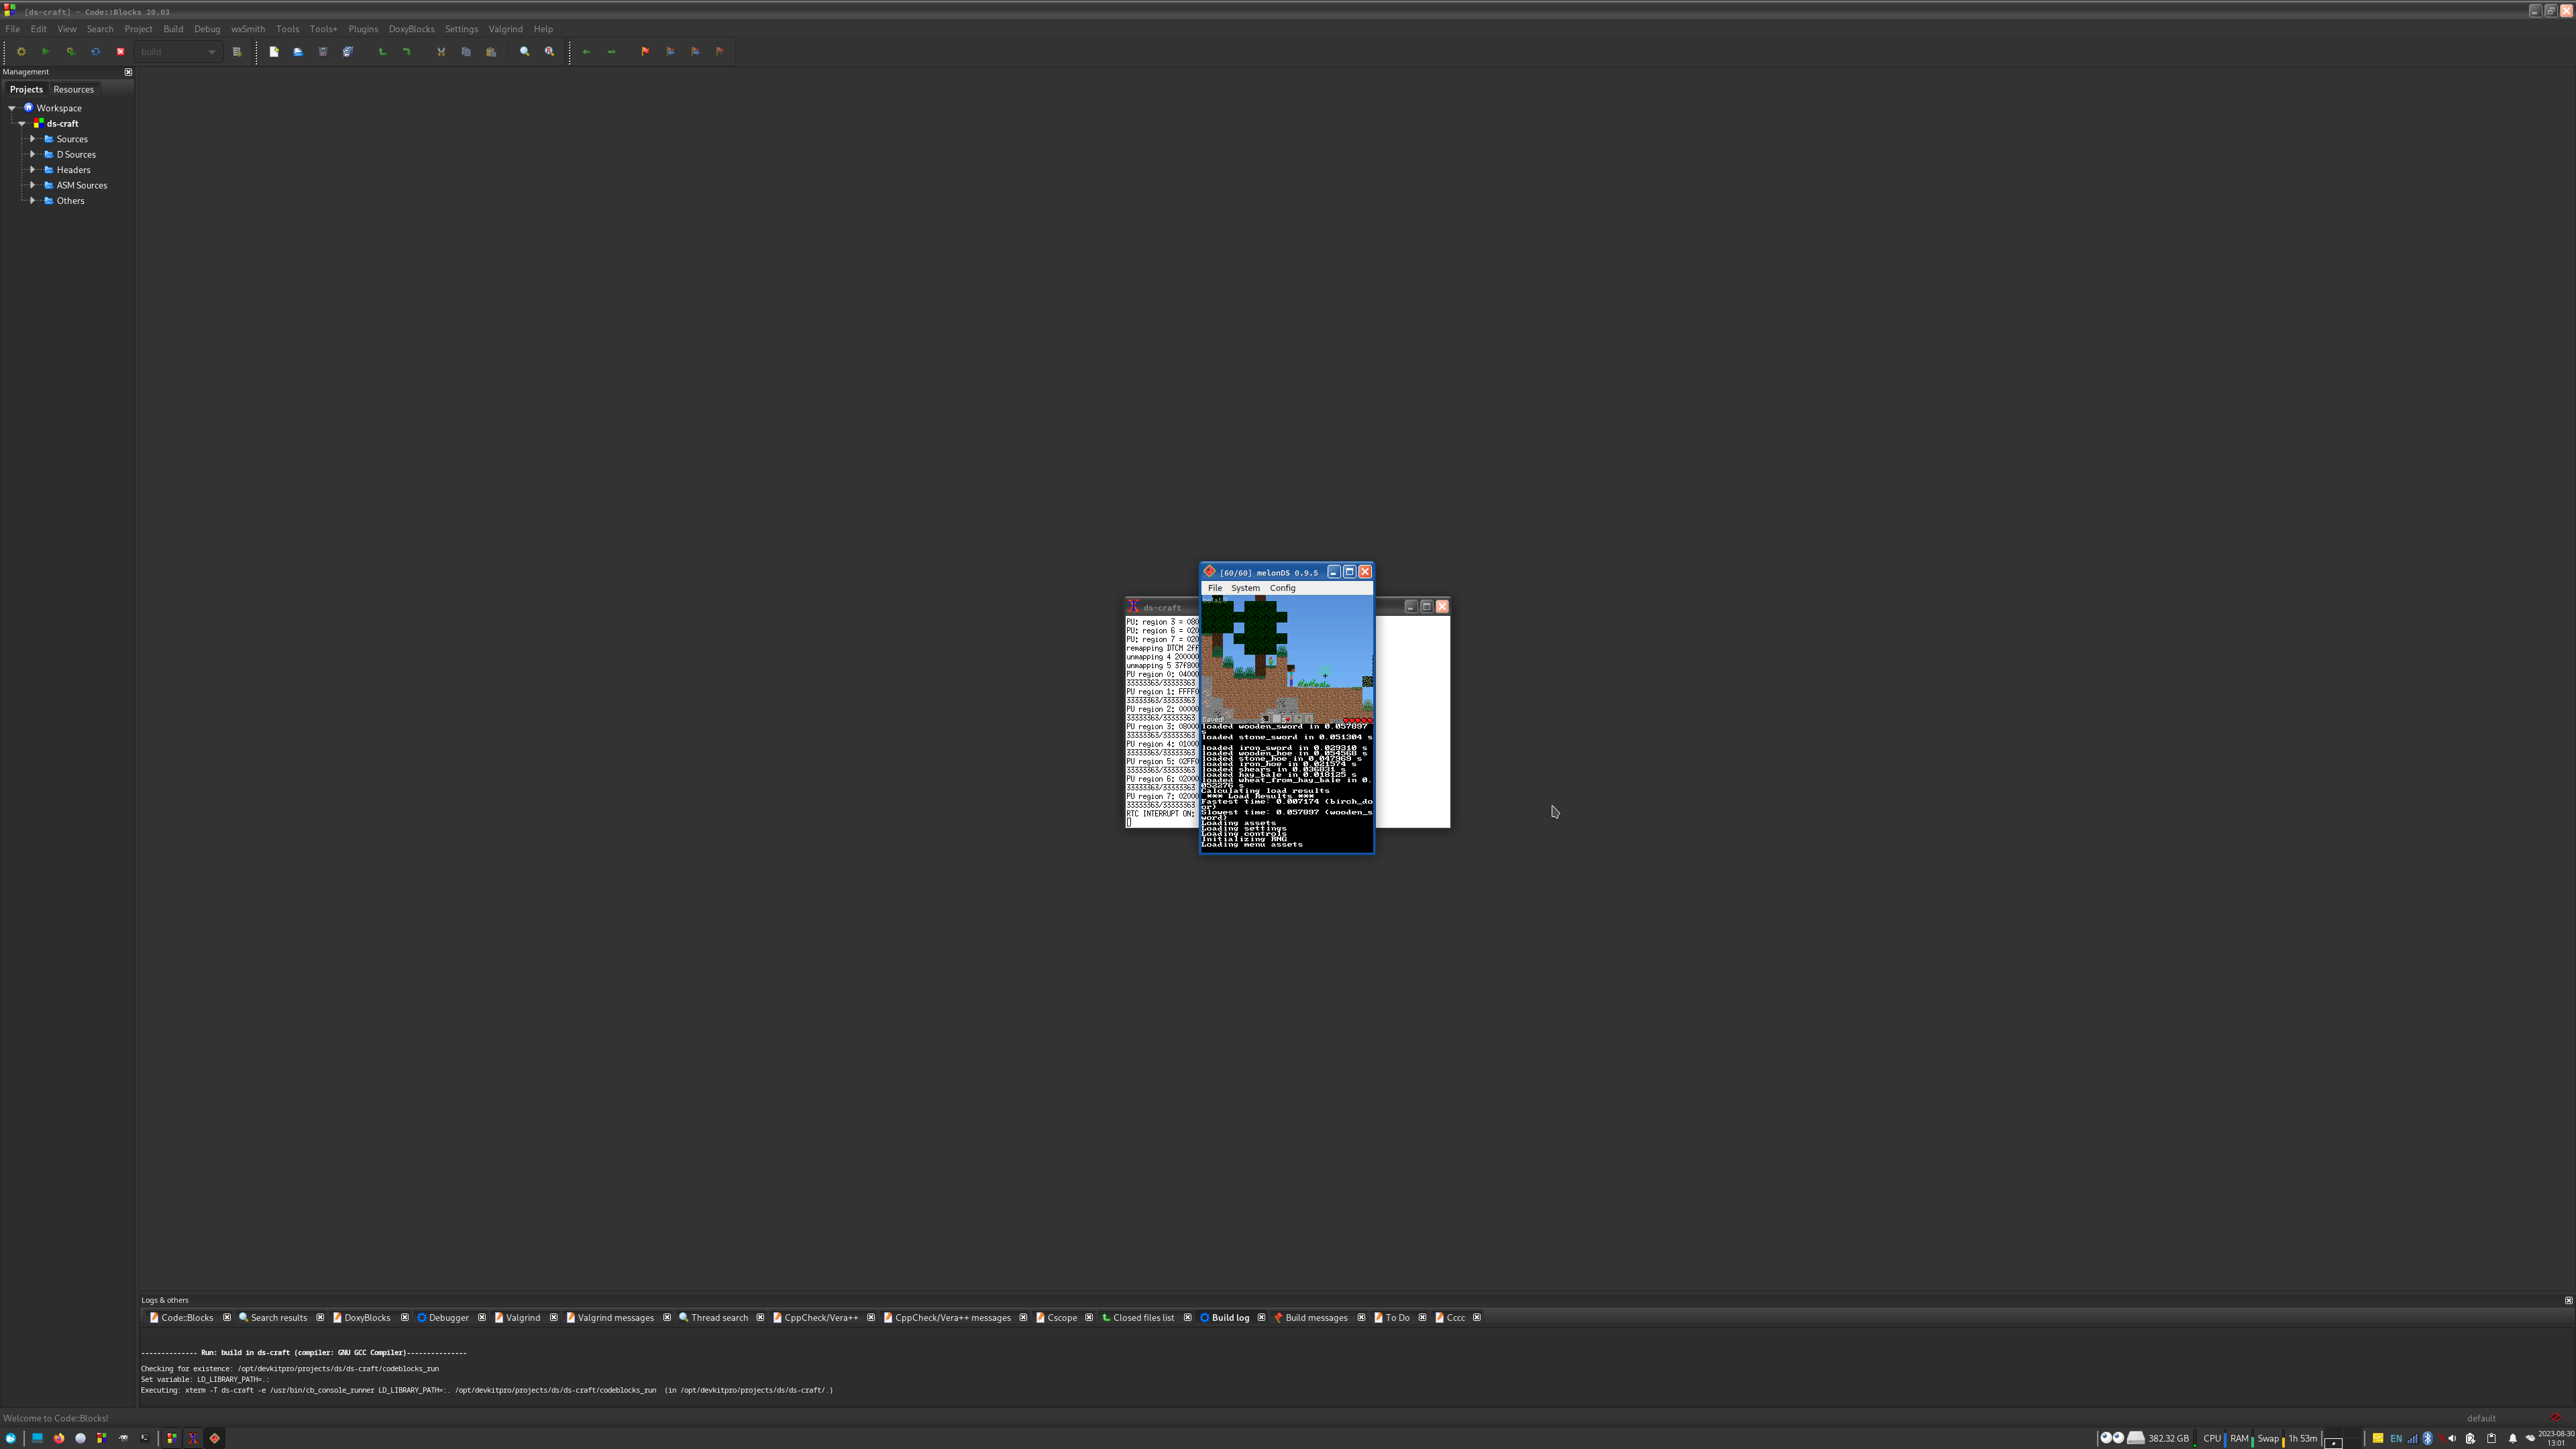 [ds-craft] - Code::Blocks 20.03
File Edit View Search Project Build Debug wxSmith Tools Tools+ Plugins DoxyBlocks Settings Valgrind Help
build
Management
Projects Resources
Workspace
ds-craft
Sources
D Sources
Headers
ASM Sources
Others
[60/60] melonDS 0.9.5
File System Config
ds-craft
PU: region 3 = 080
PU: region 6 = 020
PU: region 7 = 020
remapping DTCM 2ff
unmapping 4 200000
unmapping 5 37f800
PU region 0: 04000
33333363/33333363
PU region 1: FFFF0
33333363/33333363
PU region 2: 00000
33333363/33333363
PU region 3: 08000
33333363/33333363
PU region 4: 01000
33333363/33333363
PU region 5: 02FF0
33333363/33333363
PU region 6: 02000
33333363/33333363
PU region 7: 02000
33333363/33333363
RTC INTERRUPT ON:
Saved!
loaded wooden_sword in 0.057897
s
loaded stone_sword in 0.051304 s
loaded iron_sword in 0.029310 s
loaded wooden_hoe in 0.054568 s
loaded stone_hoe in 0.047969 s
loaded iron_hoe in 0.021574 s
loaded shears in 0.036831 s
loaded hay_bale in 0.018125 s
loaded wheat_from_hay_bale in 0.
052276 s
Calculating load results
*** Load Results ***
Fastest time: 0.007174 (birch_do
or)
Slowest time: 0.057897 (wooden_s
word)
Loading assets
Loading settings
Loading controls
Initializing RNG
Loading menu assets
Logs & others
Code::Blocks Search results DoxyBlocks Debugger Valgrind Valgrind messages Thread search CppCheck/Vera++ CppCheck/Vera++ messages Cscope Closed files list Build log Build messages To Do Cccc
-------------- Run: build in ds-craft (compiler: GNU GCC Compiler)---------------
Checking for existence: /opt/devkitpro/projects/ds/ds-craft/codeblocks_run
Set variable: LD_LIBRARY_PATH=.:
Executing: xterm -T ds-craft -e /usr/bin/cb_console_runner LD_LIBRARY_PATH=:. /opt/devkitpro/projects/ds/ds-craft/codeblocks_run  (in /opt/devkitpro/projects/ds/ds-craft/.)
Welcome to Code::Blocks!
default
382.32 GB CPU RAM Swap 1h 53m EN 2023-08-30
13:01